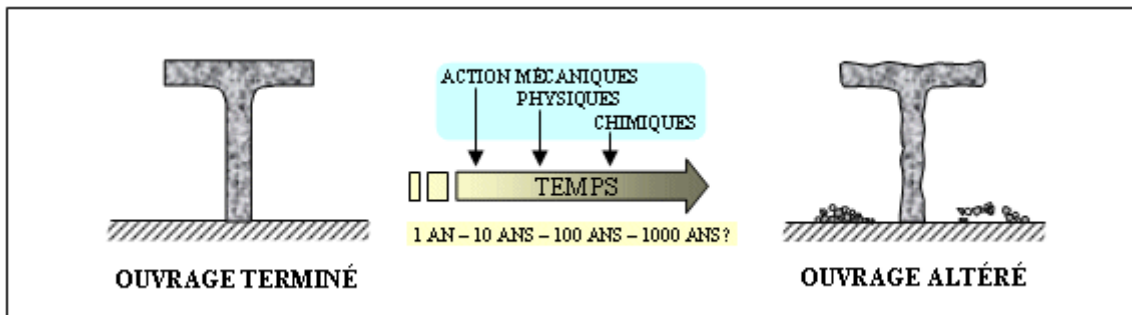 ACTION MÉCANIQUES
PHYSIQUES
CHIMIQUES
TEMPS
1 AN – 10 ANS – 100 ANS – 1000 ANS ?
OUVRAGE TERMINÉ
OUVRAGE ALTÉRÉ